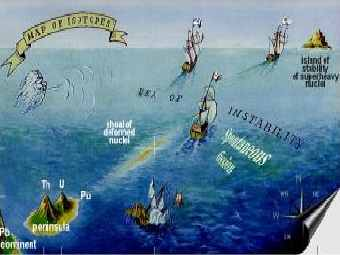 MAP OF ISOTOPES
island of
stability
of superheavy
nuclei
SEA OF INSTABILITY
shoal of
deformed
nuclei
spontaneous
fission
Th U
Pu
peninsula
Pb
continent